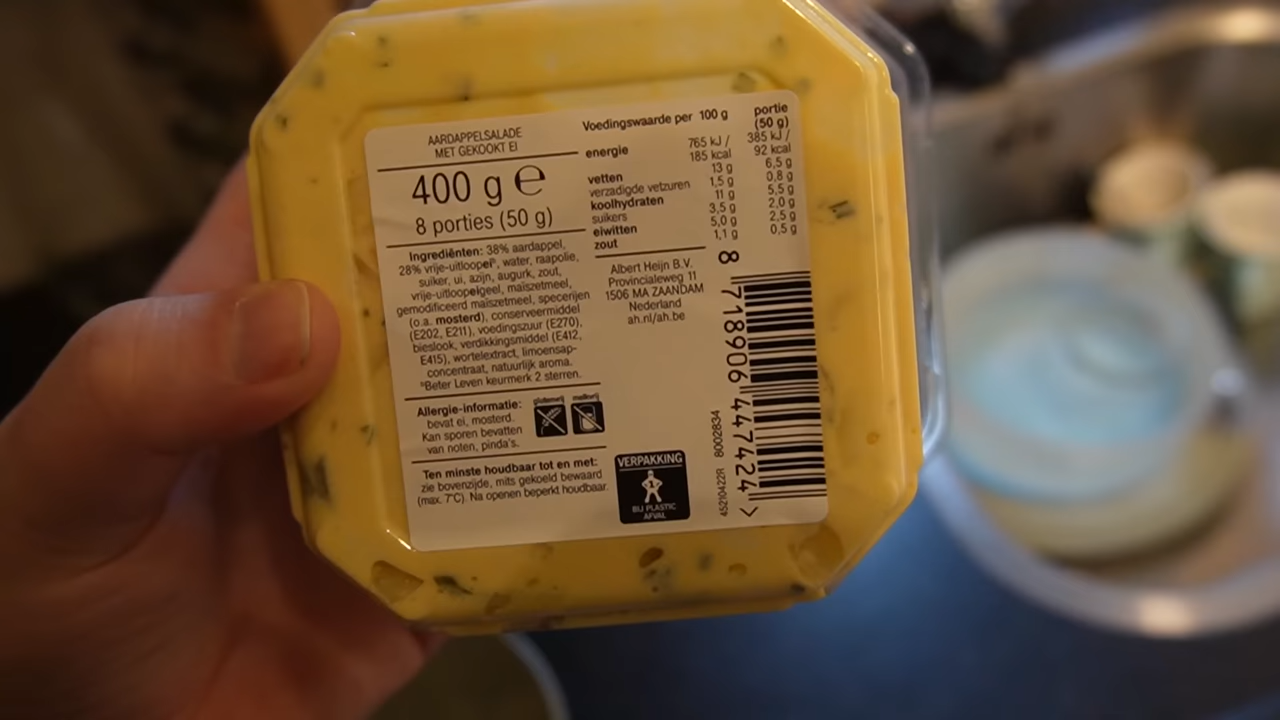 AARDAPPELSALADE
MET GEKOOKT EI
400 g e
8 porties (50 g)
Ingrediënten: 38% aardappel,
28% vrije-uitloopei°, water, raapolie,
suiker, ui, azijn, augurk, zout,
vrije-uitloopeigeel, maïszetmeel,
gemodificeerd maïszetmeel, specerijen
(o.a. mosterd), conserveermiddel
(E202, E211), voedingszuur (E270),
bieslook, verdikkingsmiddel (E412,
E415), wortelextract, limoensap-
concentraat, natuurlijk aroma.
°Beter Leven keurmerk 2 sterren.
Allergie-informatie:
bevat ei, mosterd.
Kan sporen bevatten
van noten, pinda's.
glutenvrij melkvrij
Ten minste houdbaar tot en met:
zie bovenzijde, mits gekoeld bewaard
(max. 7°C). Na openen beperkt houdbaar.
Voedingswaarde per 100 g portie
(50 g)
energie 765 kJ / 385 kJ /
185 kcal 92 kcal
vetten 13 g 6,5 g
verzadigde vetzuren 1,5 g 0,8 g
koolhydraten 11 g 5,5 g
suikers 3,5 g 2,0 g
eiwitten 5,0 g 2,5 g
zout 1,1 g 0,5 g
Albert Heijn B.V.
Provincialeweg 11
1506 MA ZAANDAM
Nederland
ah.nl/ah.be
VERPAKKING
1
BIJ PLASTIC
AFVAL
45210422R 8002834
8 718906 447424 >